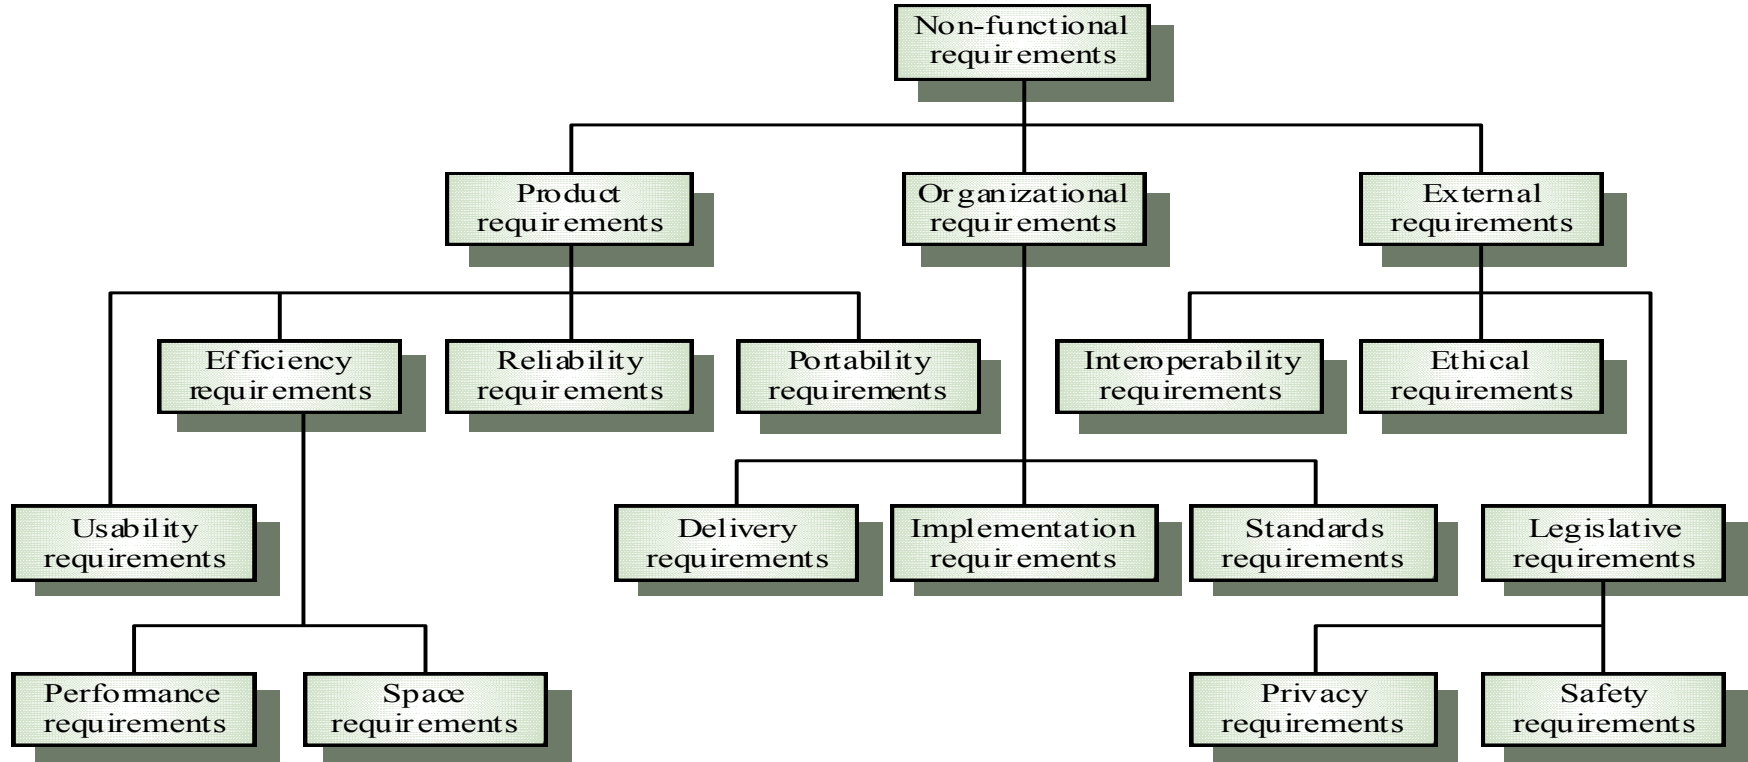 Non-functional
requirements
Product
requirements
Organizational
requirements
External
requirements
Efficiency
requirements
Reliability
requirements
Portability
requirements
Interoperability
requirements
Ethical
requirements
Usability
requirements
Delivery
requirements
Implementation
requirements
Standards
requirements
Legislative
requirements
Performance
requirements
Space
requirements
Privacy
requirements
Safety
requirements